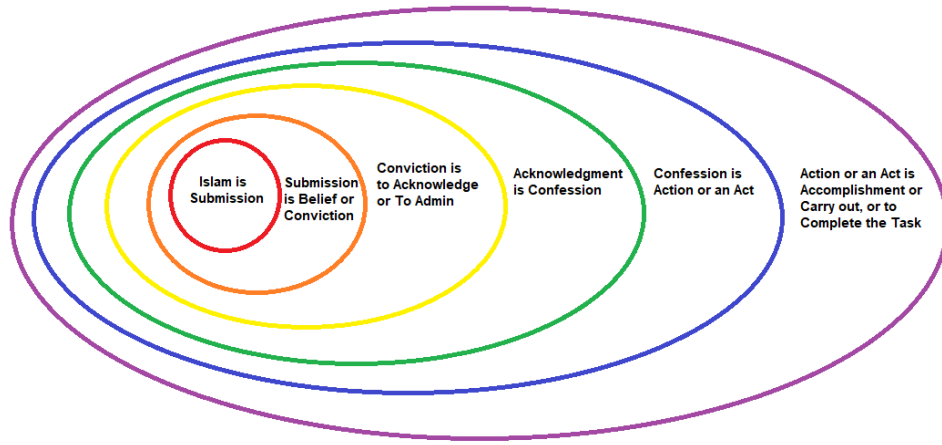 Islam is
Submission
Submission
is Belief or
Conviction
Conviction is
to Acknowledge
or To Admin
Acknowledgment
is Confession
Confession is
Action or an Act
Action or an Act is
Accomplishment or
Carry out, or to
Complete the Task